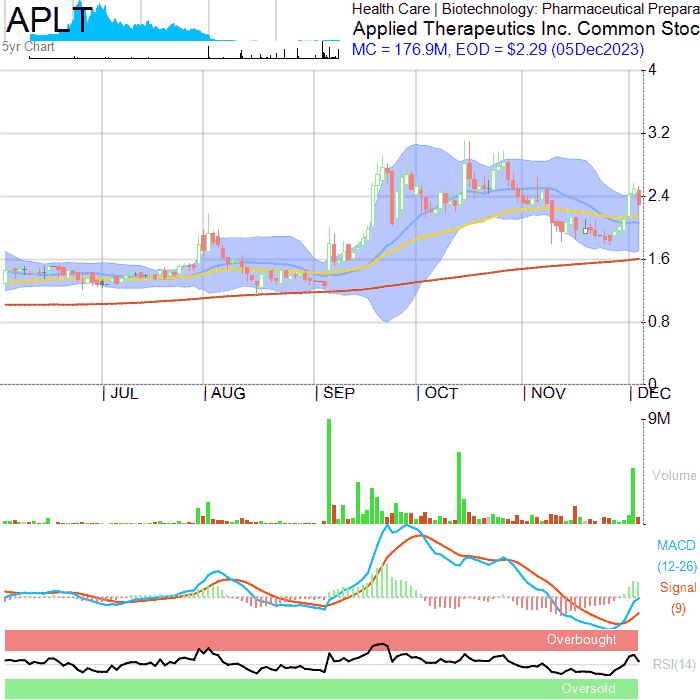 APLT
5yr Chart
Health Care | Biotechnology: Pharmaceutical Prepara
Applied Therapeutics Inc. Common Stoc
MC = 176.9M, EOD = $2.29 (05Dec2023)
4
3.2
2.4
1.6
0.8
0
| JUL | AUG | SEP | OCT | NOV | DEC
9M
Volume
MACD
(12-26)
Signal
(9)
Overbought
RSI(14)
Oversold